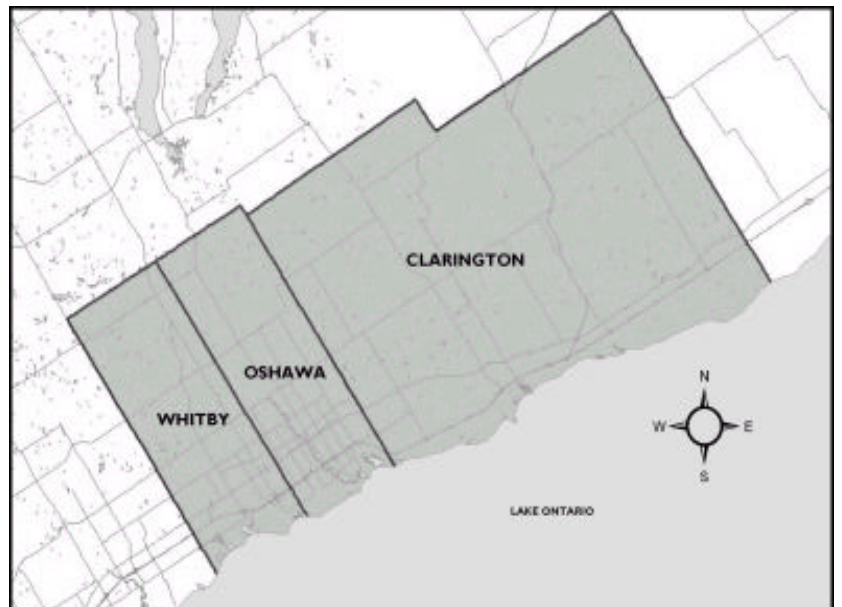 CLARINGTON
OSHAWA
WHITBY
N
W E
S
LAKE ONTARIO